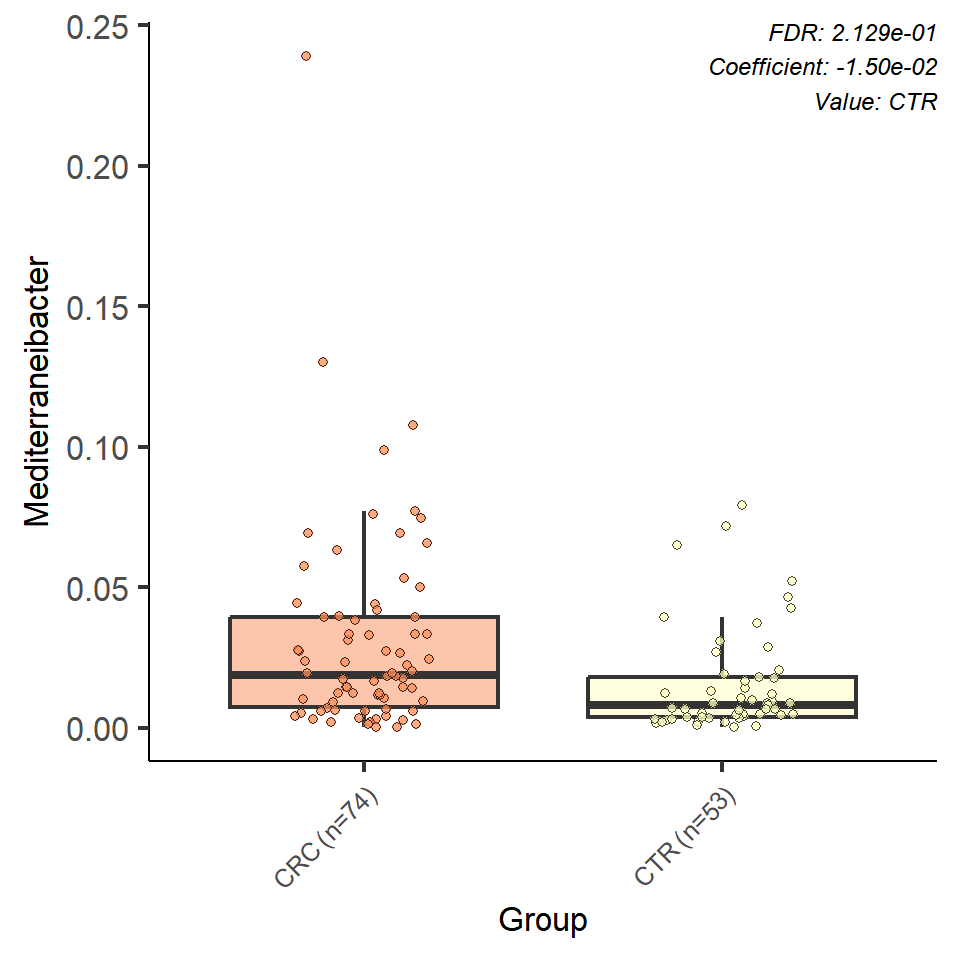 FDR: 2.129e-01
Coefficient: -1.50e-02
Value: CTR
Mediterraneibacter
0.25
0.20
0.15
0.10
0.05
0.00
CRC (n=74)
CTR (n=53)
Group